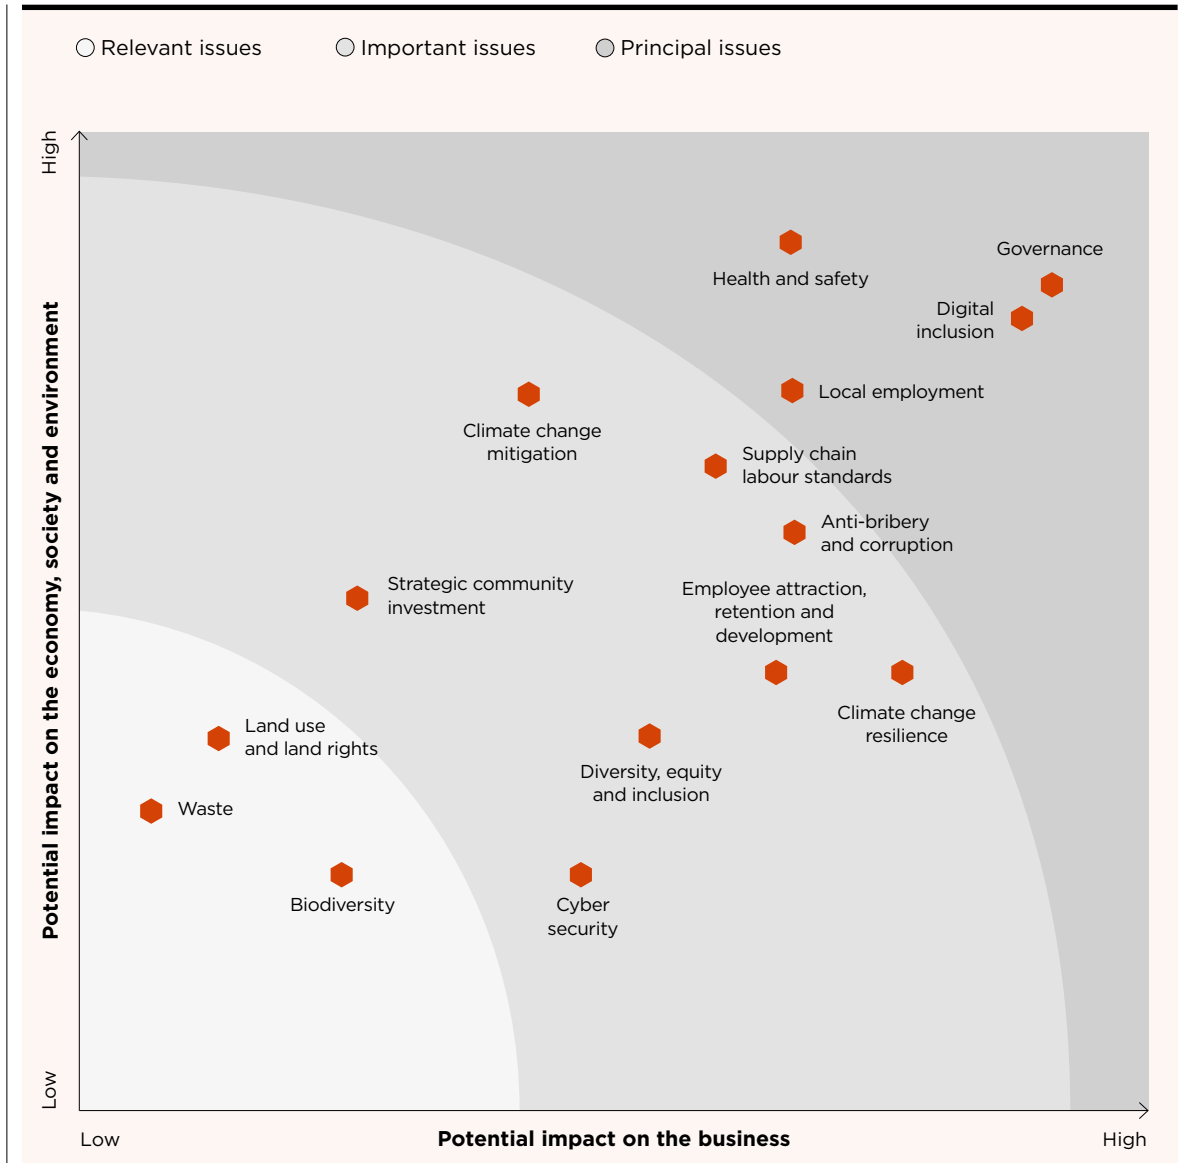 Relevant issues
Important issues
Principal issues
High
Potential impact on the economy, society and environment
Low
Governance
Health and safety
Digital
inclusion
Local employment
Climate change
mitigation
Supply chain
labour standards
Anti-bribery
and corruption
Strategic community
investment
Employee attraction,
retention and
development
Climate change
resilience
Land use
and land rights
Diversity, equity
and inclusion
Waste
Biodiversity
Cyber
security
Low
Potential impact on the business
High